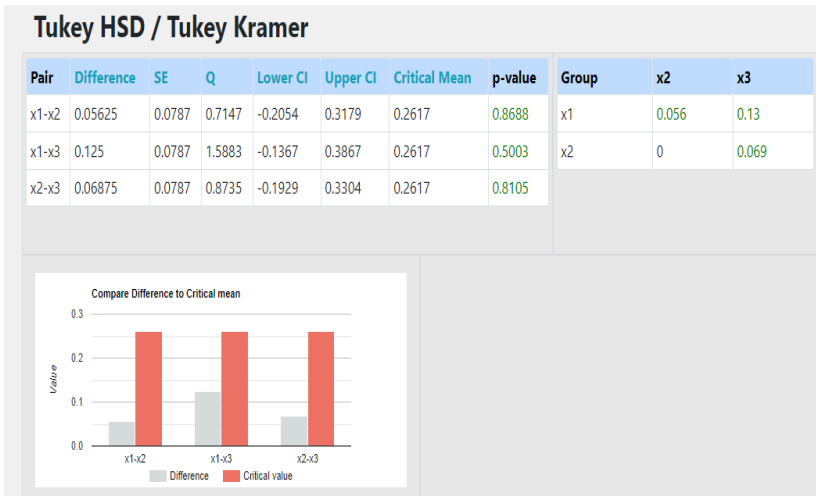 Tukey HSD / Tukey Kramer
Pair Difference SE Q Lower CI Upper CI Critical Mean p-value
x1-x2 0.05625 0.0787 0.7147 -0.2054 0.3179 0.2617 0.8688
x1-x3 0.125 0.0787 1.5883 -0.1367 0.3867 0.2617 0.5003
x2-x3 0.06875 0.0787 0.8735 -0.1929 0.3304 0.2617 0.8105
Group x2 x3
x1 0.056 0.13
x2 0 0.069
Compare Difference to Critical mean
Value
0.3
0.2
0.1
0.0
x1-x2 x1-x3 x2-x3
Difference Critical value